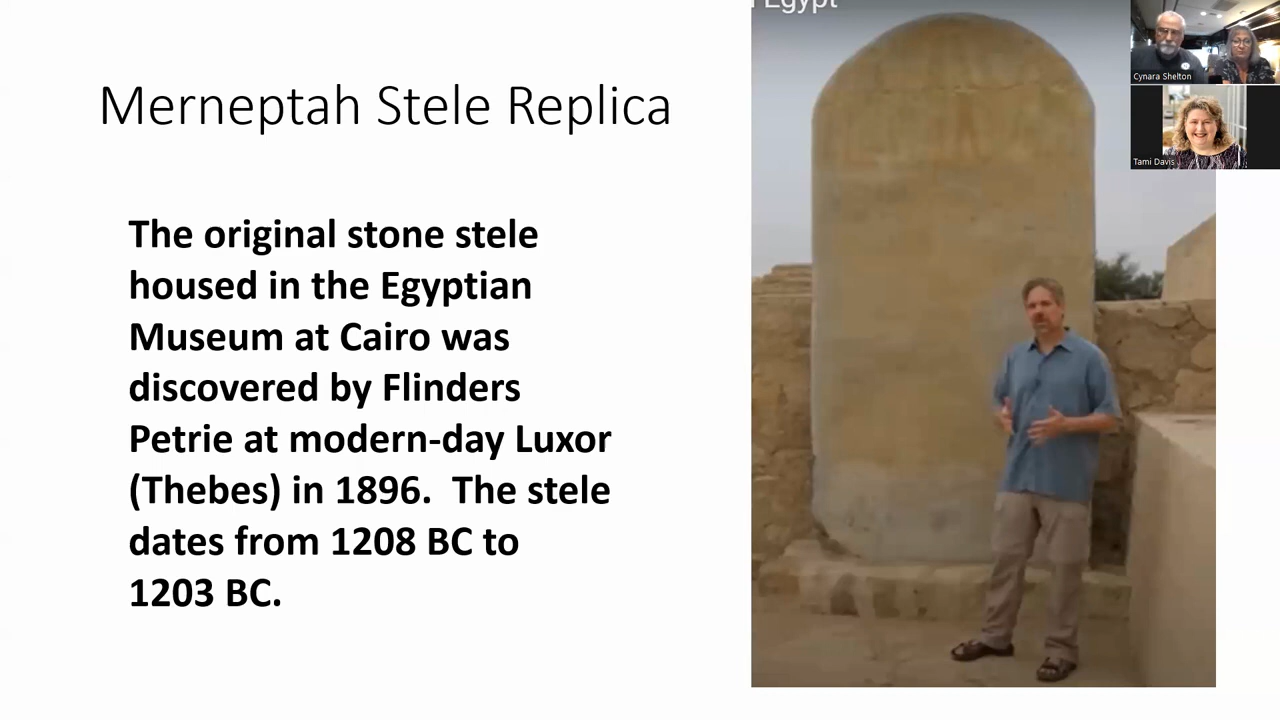 Egypt
Merneptah Stele Replica
The original stone stele
housed in the Egyptian
Museum at Cairo was
discovered by Flinders
Petrie at modern-day Luxor
(Thebes) in 1896.  The stele
dates from 1208 BC to
1203 BC.
Cynara Shelton
Tami Davis